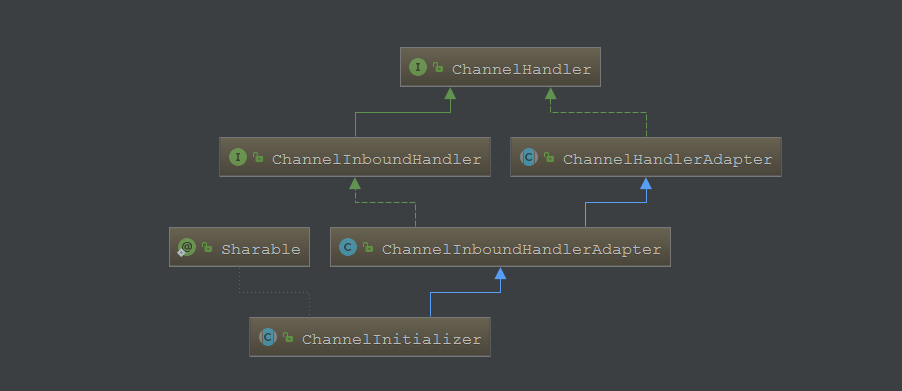 I ChannelHandler
I ChannelInboundHandler
C ChannelHandlerAdapter
@ Sharable
C ChannelInboundHandlerAdapter
C ChannelInitializer